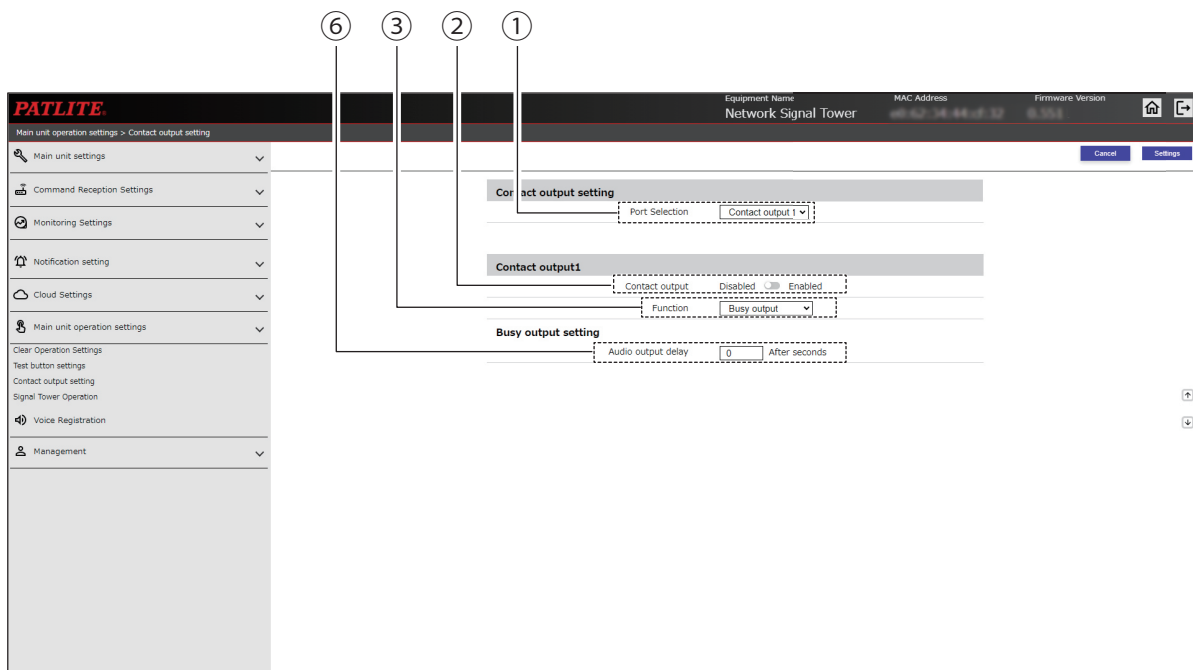 ⑥ ③ ② ①
PATLITE®
Equipment Name MAC Address Firmware Version
Network Signal Tower
Main unit operation settings > Contact output setting
Cancel Settings
Main unit settings
Command Reception Settings
Monitoring Settings
Notification setting
Cloud Settings
Main unit operation settings
Clear Operation Settings
Test button settings
Contact output setting
Signal Tower Operation
Voice Registration
Management
Contact output setting
Port Selection Contact output 1
Contact output1
Contact output Disabled Enabled
Function Busy output
Busy output setting
Audio output delay 0 After seconds